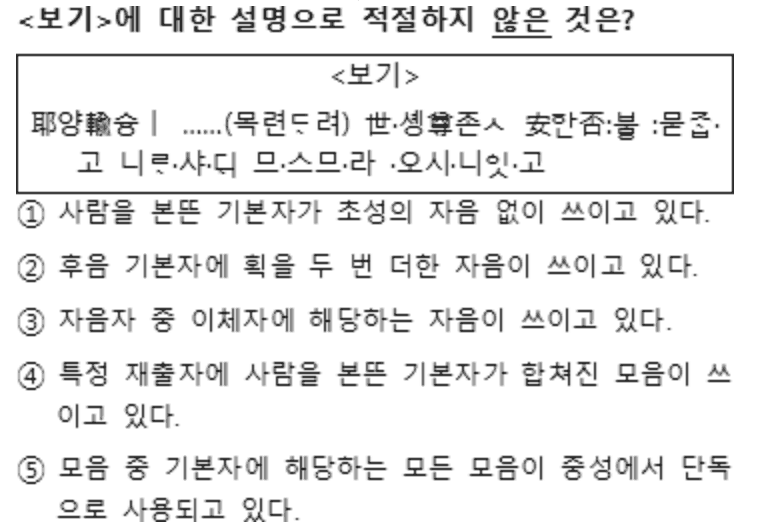 <보기>에 대한 설명으로 적절하지 않은 것은?
<보기>
耶양輸슝ㅣ ......(목련ᄃᆞ려) 世·솅尊존ㅅ 安한否:불 :묻ᄌᆞᆸ·
고 니ᄅᆞ·샤·ᄃᆡ 므·스므·라 ·오시·니잇·고
① 사람을 본뜬 기본자가 초성의 자음 없이 쓰이고 있다.
② 후음 기본자에 획을 두 번 더한 자음이 쓰이고 있다.
③ 자음자 중 이체자에 해당하는 자음이 쓰이고 있다.
④ 특정 재출자에 사람을 본뜬 기본자가 합쳐진 모음이 쓰
이고 있다.
⑤ 모음 중 기본자에 해당하는 모든 모음이 중성에서 단독
으로 사용되고 있다.